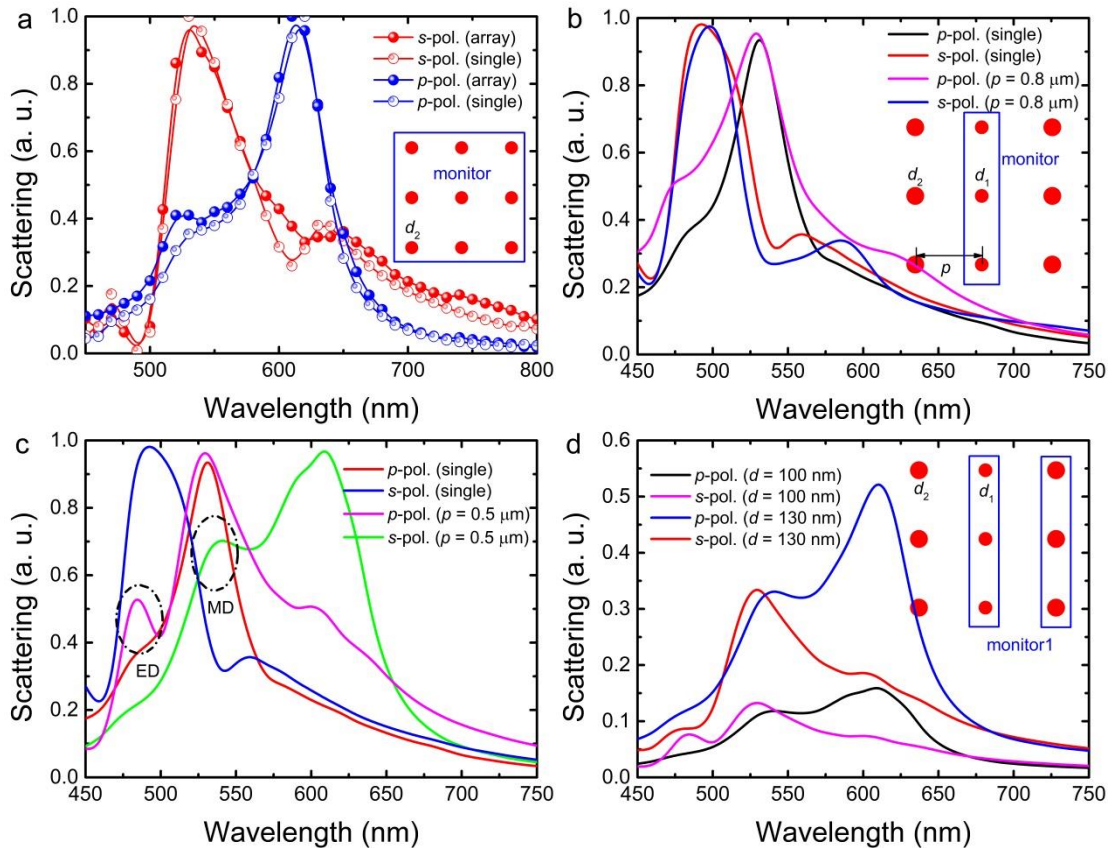 a
Scattering (a. u.)
1.0
0.8
0.6
0.4
0.2
0.0
s-pol. (array)
s-pol. (single)
p-pol. (array)
p-pol. (single)
monitor
d2
500 550 600 650 700 750 800
Wavelength (nm)
b
Scattering (a. u.)
1.0
0.8
0.6
0.4
0.2
0.0
p-pol. (single)
s-pol. (single)
p-pol. (p = 0.8 μm)
s-pol. (p = 0.8 μm)
monitor
d2
d1
p
450 500 550 600 650 700 750
Wavelength (nm)
c
Scattering (a. u.)
1.0
0.8
0.6
0.4
0.2
0.0
p-pol. (single)
s-pol. (single)
p-pol. (p = 0.5 μm)
s-pol. (p = 0.5 μm)
MD
ED
450 500 550 600 650 700 750
Wavelength (nm)
d
Scattering (a. u.)
0.6
0.5
0.4
0.3
0.2
0.1
0.0
p-pol. (d = 100 nm)
s-pol. (d = 100 nm)
p-pol. (d = 130 nm)
s-pol. (d = 130 nm)
d2
d1
monitor1
450 500 550 600 650 700 750
Wavelength (nm)